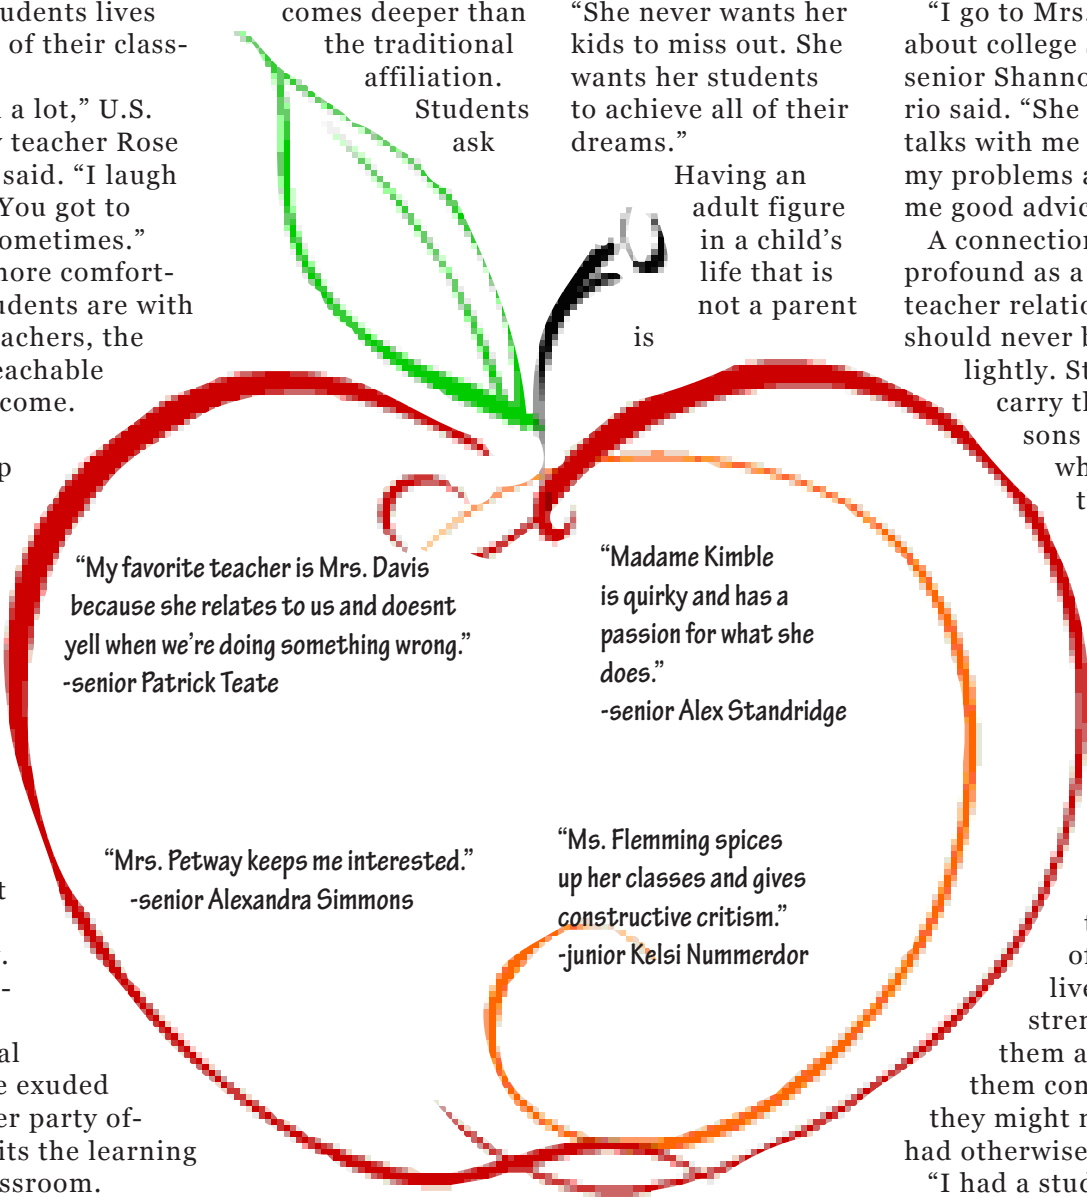 udents lives
of their class-
a lot,” U.S.
teacher Rose
said. “I laugh
You got to
ometimes.”
more comfort-
udents are with
achers, the
eachable
come.
p
t
.
-
al
e exuded
er party of-
its the learning
ssroom.
comes deeper than
the traditional
affiliation.
Students
ask
“She never wants her
kids to miss out. She
wants her students
to achieve all of their
dreams.”
Having an
adult figure
in a child’s
life that is
not a parent
is
“I go to Mrs.
about college
senior Shanno
rio said. “She
talks with me
my problems a
me good advic
A connection
profound as a
teacher relatio
should never b
lightly. St
carry th
sons
wh
t
t
of
live
stren
them a
them con
they might n
had otherwise
“I had a stud
“My favorite teacher is Mrs. Davis
because she relates to us and doesnt
yell when we’re doing something wrong.”
-senior Patrick Teate
“Madame Kimble
is quirky and has a
passion for what she
does.”
-senior Alex Standridge
“Mrs. Petway keeps me interested.”
-senior Alexandra Simmons
“Ms. Flemming spices
up her classes and gives
constructive critism.”
-junior Kelsi Nummerdor